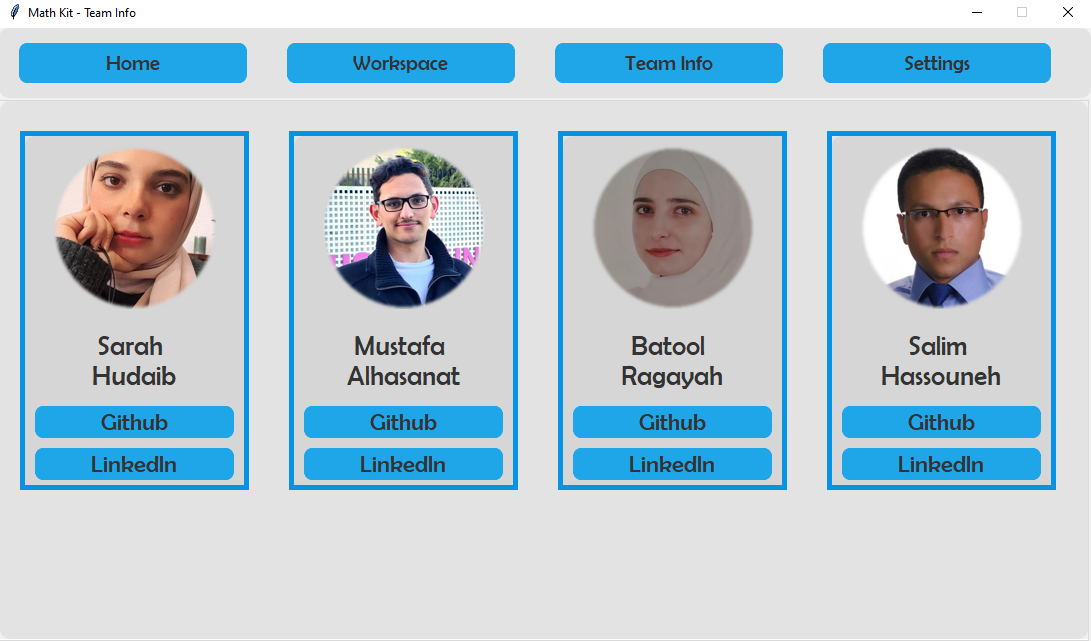 Math Kit - Team Info
Home
Workspace
Team Info
Settings
Sarah
Hudaib
Github
LinkedIn
Mustafa
Alhasanat
Github
LinkedIn
Batool
Ragayah
Github
LinkedIn
Salim
Hassouneh
Github
LinkedIn